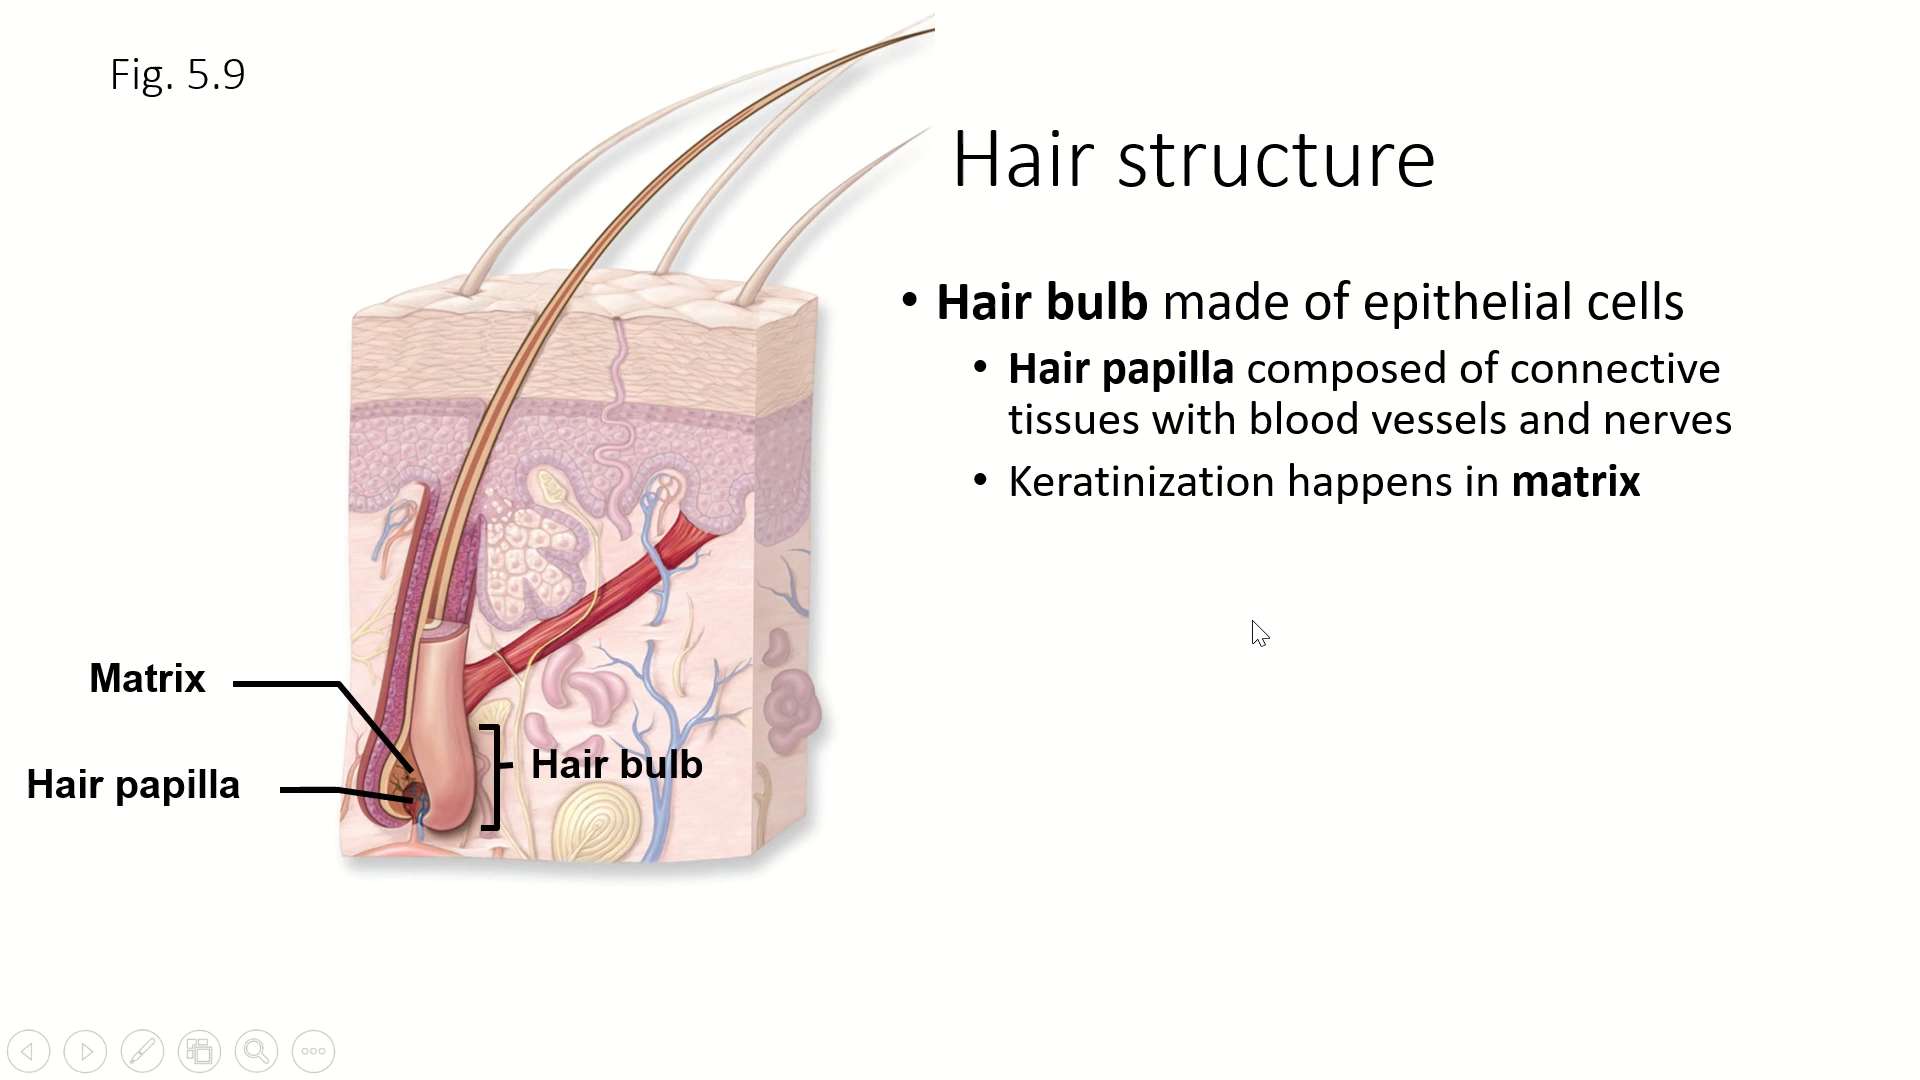 Fig. 5.9
Hair structure
• Hair bulb made of epithelial cells
• Hair papilla composed of connective
tissues with blood vessels and nerves
• Keratinization happens in matrix
Matrix
Hair papilla
Hair bulb